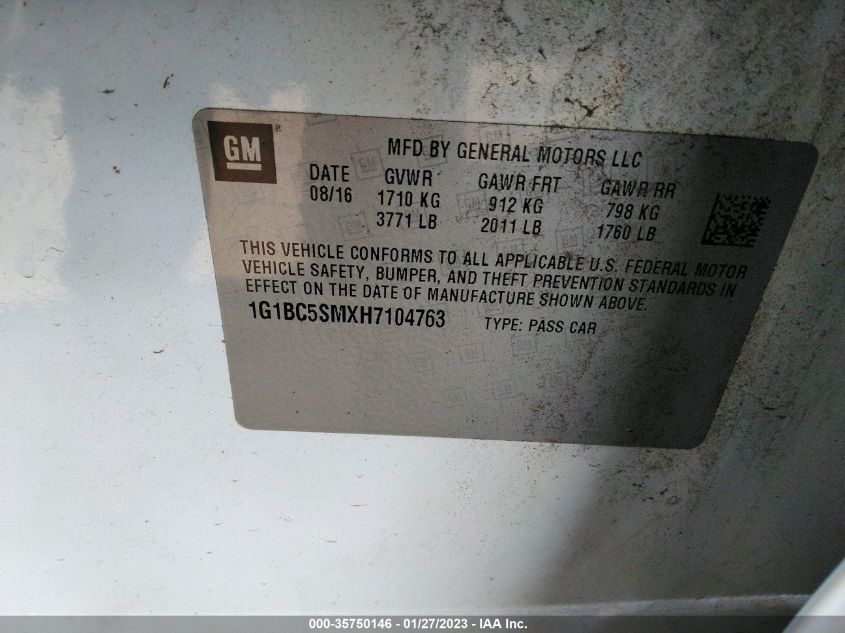 GM ®
MFD BY GENERAL MOTORS LLC
DATE GVWR GAWR FRT GAWR RR
08/16 1710 KG 912 KG 798 KG
3771 LB 2011 LB 1760 LB
THIS VEHICLE CONFORMS TO ALL APPLICABLE U.S. FEDERAL MOTOR
VEHICLE SAFETY, BUMPER, AND THEFT PREVENTION STANDARDS IN
EFFECT ON THE DATE OF MANUFACTURE SHOWN ABOVE.
1G1BC5SMXH7104763 TYPE: PASS CAR
000-35750146 - 01/27/2023 - IAA Inc.